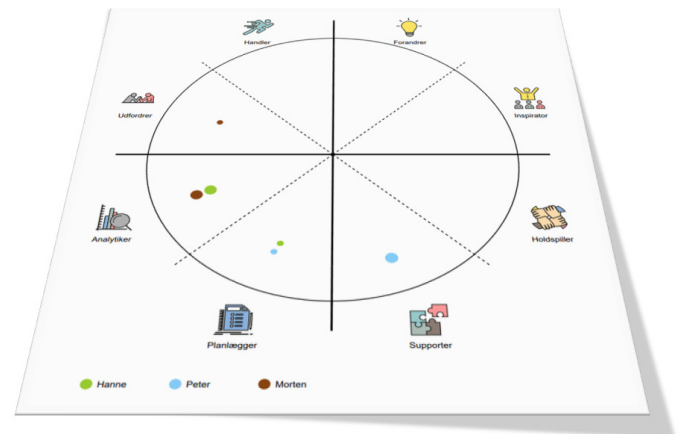 Handler
Forandrer
Udfordrer
Inspirator
Analytiker
Holdspiller
Planlægger
Supporter
Hanne
Peter
Morten